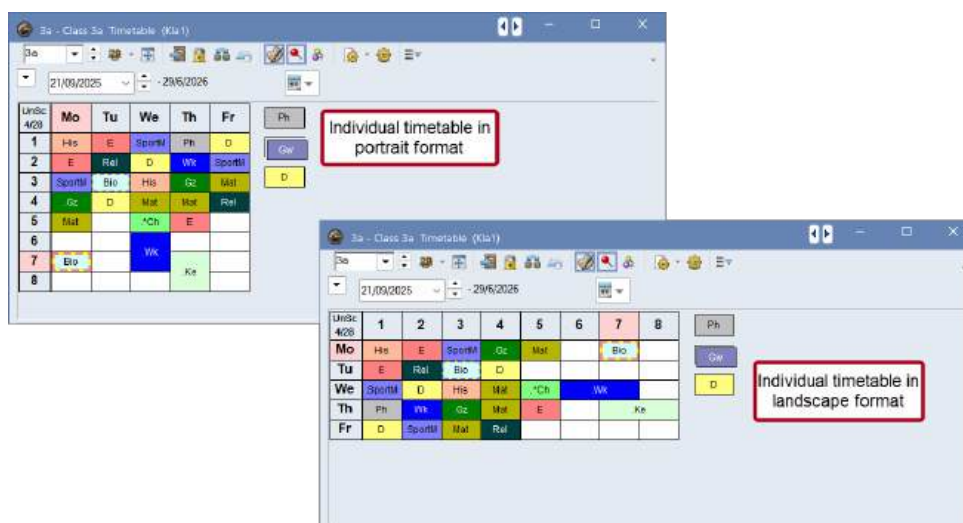 3a - Class 3a Timetable (Kla1)
3a
21/09/2025 - 29/6/2026
UnSc 4/28 Mo Tu We Th Fr
1 His E SportM Ph D
2 E Rel D Wk SportM
3 SportM Bio His Gz Mat
4 .Gz D Mat Mat Rel
5 Mat .*Ch E
6 .Wk
7 Bio .Ke
8
Ph
Gw
D
Individual timetable in
portrait format
3a - Class 3a Timetable (Kla1)
3a
21/09/2025 - 29/6/2026
UnSc 4/28 1 2 3 4 5 6 7 8
Mo His E SportM .Gz Mat Bio
Tu E Rel Bio D
We SportM D His Mat .*Ch .Wk
Th Ph Wk Gz Mat E .Ke
Fr D SportM Mat Rel
Ph
Gw
D
Individual timetable in
landscape format